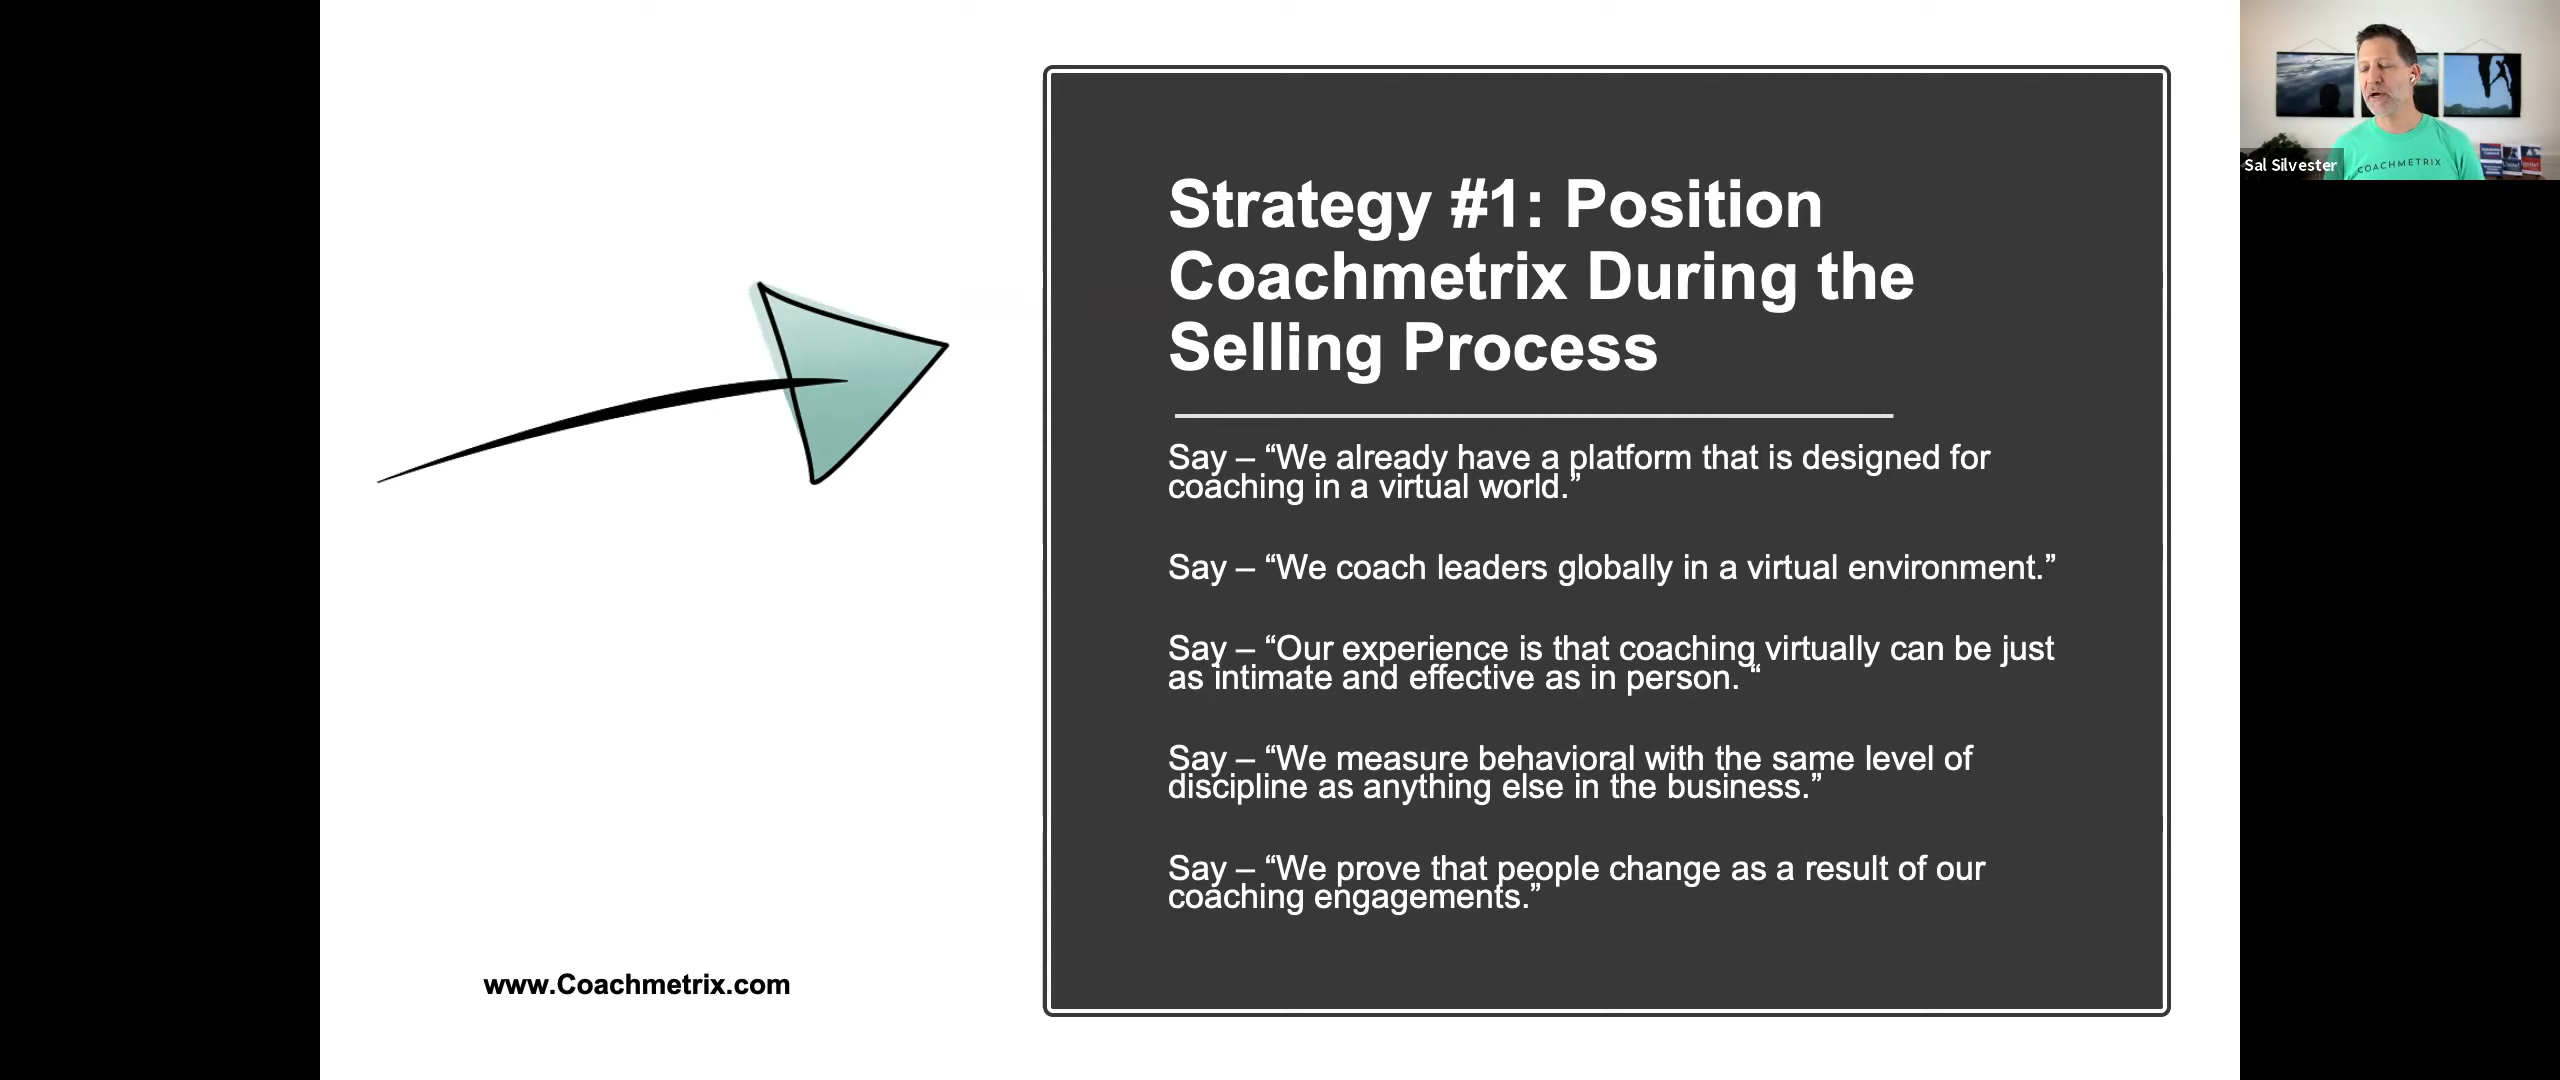 Strategy #1: Position
Coachmetrix During the
Selling Process
Say – “We already have a platform that is designed for
coaching in a virtual world.”
Say – “We coach leaders globally in a virtual environment.”
Say – “Our experience is that coaching virtually can be just
as intimate and effective as in person. “
Say – “We measure behavioral with the same level of
discipline as anything else in the business.”
Say – “We prove that people change as a result of our
coaching engagements.”
www.Coachmetrix.com
Sal Silvester
COACHMETRIX